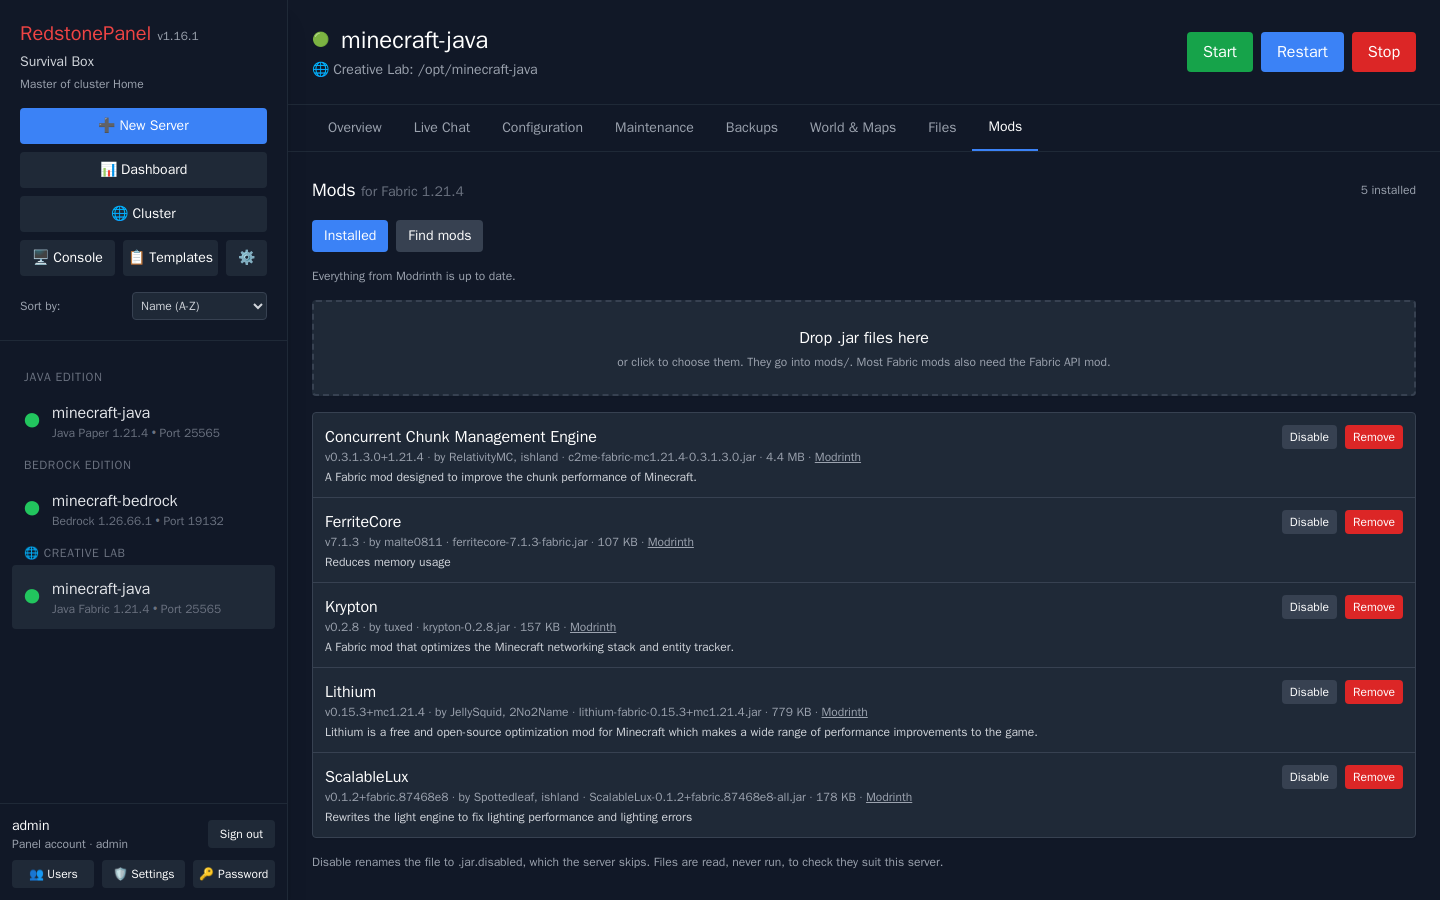 RedstonePanel v1.16.1
Survival Box
Master of cluster Home
➕ New Server
📊 Dashboard
🌐 Cluster
🖥️ Console
📋 Templates
⚙️
Sort by:
Name (A-Z)
JAVA EDITION
minecraft-java
Java Paper 1.21.4 • Port 25565
BEDROCK EDITION
minecraft-bedrock
Bedrock 1.26.66.1 • Port 19132
🌐 CREATIVE LAB
minecraft-java
Java Fabric 1.21.4 • Port 25565
admin
Panel account · admin
Sign out
👥 Users
🛡️ Settings
🔑 Password
minecraft-java
🌐 Creative Lab: /opt/minecraft-java
Start
Restart
Stop
Overview
Live Chat
Configuration
Maintenance
Backups
World & Maps
Files
Mods
Mods for Fabric 1.21.4
5 installed
Installed
Find mods
Everything from Modrinth is up to date.
Drop .jar files here
or click to choose them. They go into mods/. Most Fabric mods also need the Fabric API mod.
Concurrent Chunk Management Engine
v0.3.1.3.0+1.21.4 · by RelativityMC, ishland · c2me-fabric-mc1.21.4-0.3.1.3.0.jar · 4.4 MB · Modrinth
A Fabric mod designed to improve the chunk performance of Minecraft.
Disable
Remove
FerriteCore
v7.1.3 · by malte0811 · ferritecore-7.1.3-fabric.jar · 107 KB · Modrinth
Reduces memory usage
Disable
Remove
Krypton
v0.2.8 · by tuxed · krypton-0.2.8.jar · 157 KB · Modrinth
A Fabric mod that optimizes the Minecraft networking stack and entity tracker.
Disable
Remove
Lithium
v0.15.3+mc1.21.4 · by JellySquid, 2No2Name · lithium-fabric-0.15.3+mc1.21.4.jar · 779 KB · Modrinth
Lithium is a free and open-source optimization mod for Minecraft which makes a wide range of performance improvements to the game.
Disable
Remove
ScalableLux
v0.1.2+fabric.87468e8 · by Spottedleaf, ishland · ScalableLux-0.1.2+fabric.87468e8-all.jar · 178 KB · Modrinth
Rewrites the light engine to fix lighting performance and lighting errors
Disable
Remove
Disable renames the file to .jar.disabled, which the server skips. Files are read, never run, to check they suit this server.